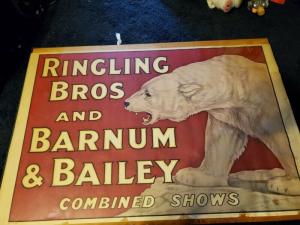 RINGLING
BROS
AND
BARNUM
& BAILEY
COMBINED SHOWS